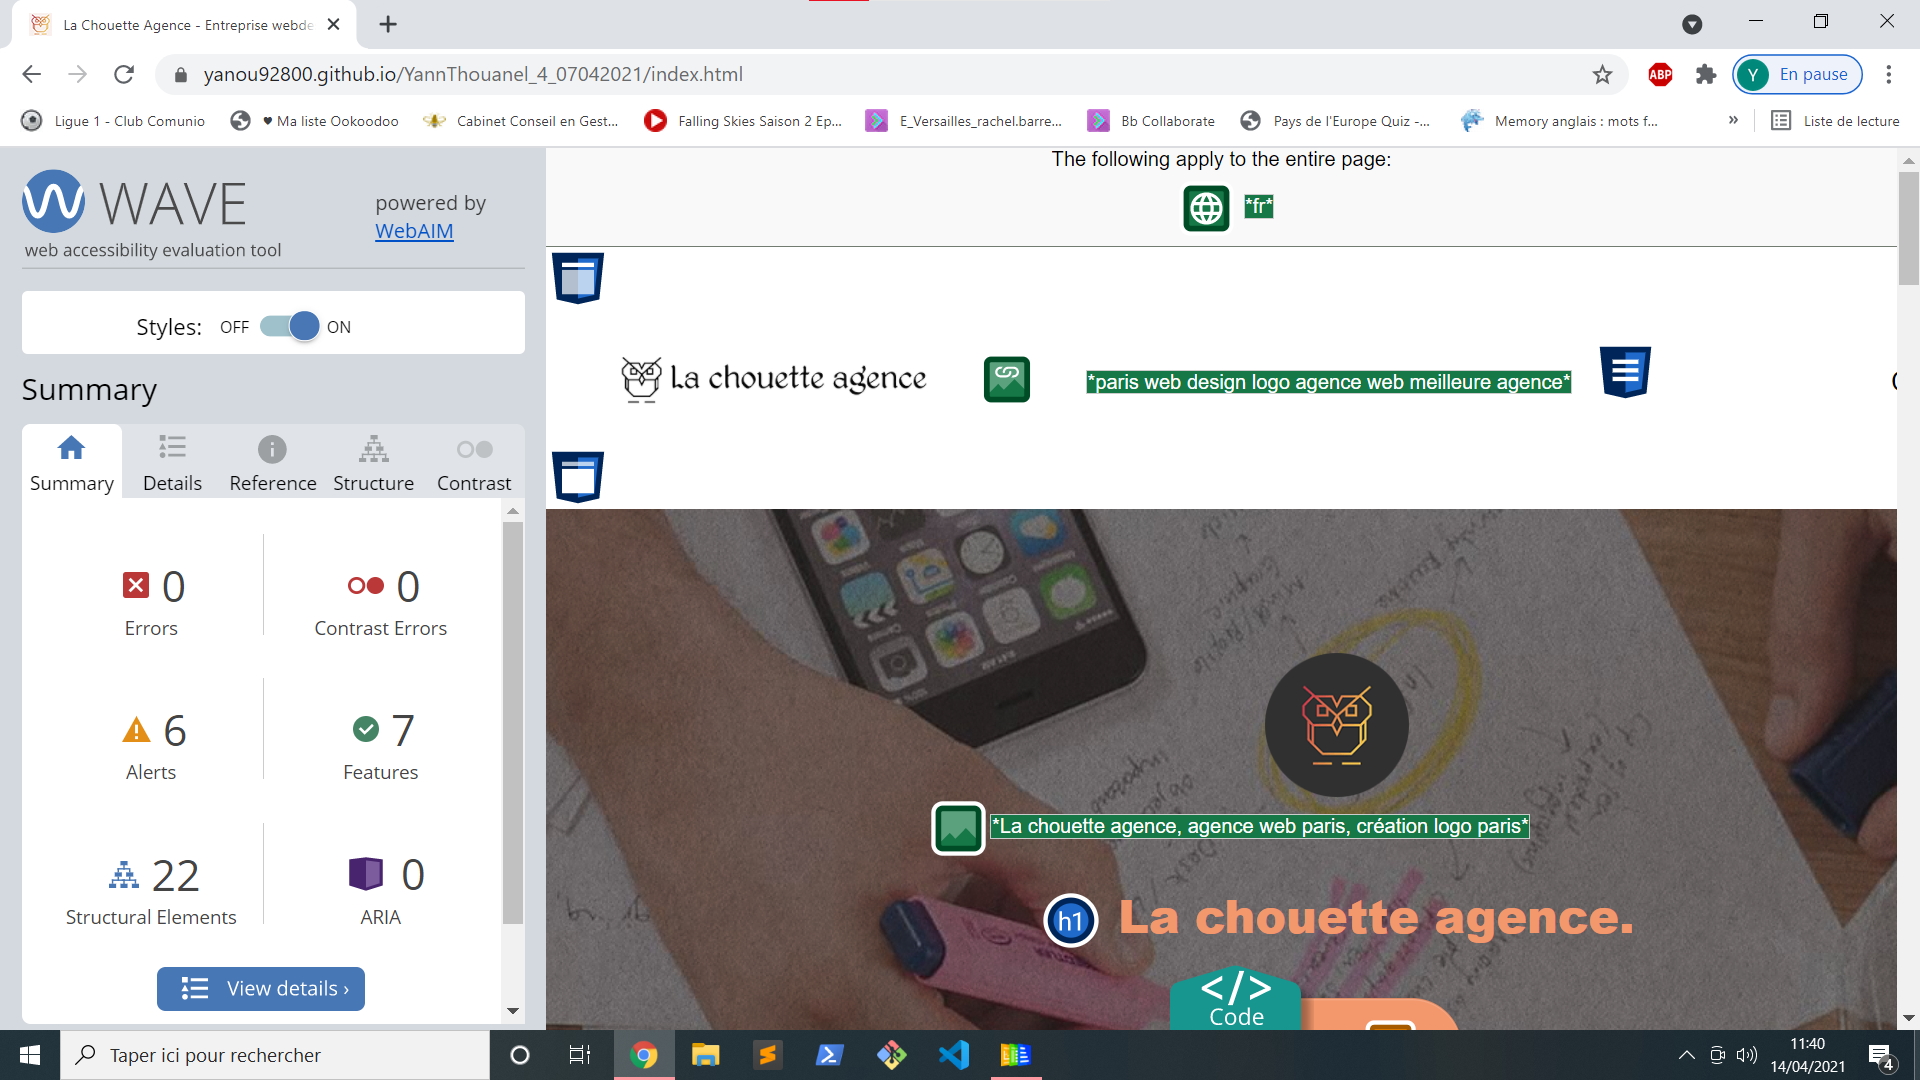 La Chouette Agence - Entreprise webde
yanou92800.github.io/YannThouanel_4_07042021/index.html
ABP
Y En pause
Ligue 1 - Club Comunio
♥ Ma liste Ookoodoo
Cabinet Conseil en Gest...
Falling Skies Saison 2 Ep...
E_Versailles_rachel.barre...
Bb Collaborate
Pays de l'Europe Quiz -...
Memory anglais : mots f...
»
Liste de lecture
WAVE
web accessibility evaluation tool
powered by
WebAIM
Styles: OFF ON
Summary
Summary Details Reference Structure Contrast
0 Errors
0 Contrast Errors
6 Alerts
7 Features
22 Structural Elements
0 ARIA
View details ›
The following apply to the entire page:
*fr*
La chouette agence
*paris web design logo agence web meilleure agence*
*La chouette agence, agence web paris, création logo paris*
h1 La chouette agence.
</>
Code
Taper ici pour rechercher
11:40
14/04/2021
4